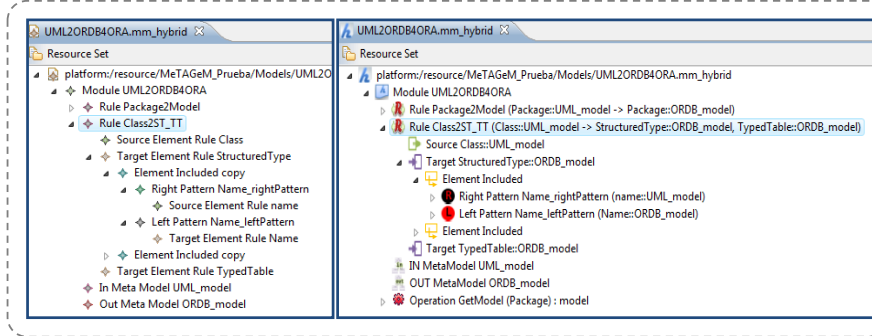 UML2ORDB4ORA.mm_hybrid
Resource Set
platform:/resource/MeTAGeM_Prueba/Models/UML2O
Module UML2ORDB4ORA
Rule Package2Model
Rule Class2ST_TT
Source Element Rule Class
Target Element Rule StructuredType
Element Included copy
Right Pattern Name_rightPattern
Source Element Rule name
Left Pattern Name_leftPattern
Target Element Rule Name
Element Included copy
Target Element Rule TypedTable
In Meta Model UML_model
Out Meta Model ORDB_model
UML2ORDB4ORA.mm_hybrid
Resource Set
platform:/resource/MeTAGeM_Prueba/Models/UML2ORDB4ORA.mm_hybrid
Module UML2ORDB4ORA
Rule Package2Model (Package::UML_model -> Package::ORDB_model)
Rule Class2ST_TT (Class::UML_model -> StructuredType::ORDB_model, TypedTable::ORDB_model)
Source Class::UML_model
Target StructuredType::ORDB_model
Element Included
Right Pattern Name_rightPattern (name::UML_model)
Left Pattern Name_leftPattern (Name::ORDB_model)
Element Included
Target TypedTable::ORDB_model
IN MetaModel UML_model
OUT MetaModel ORDB_model
Operation GetModel (Package) : model